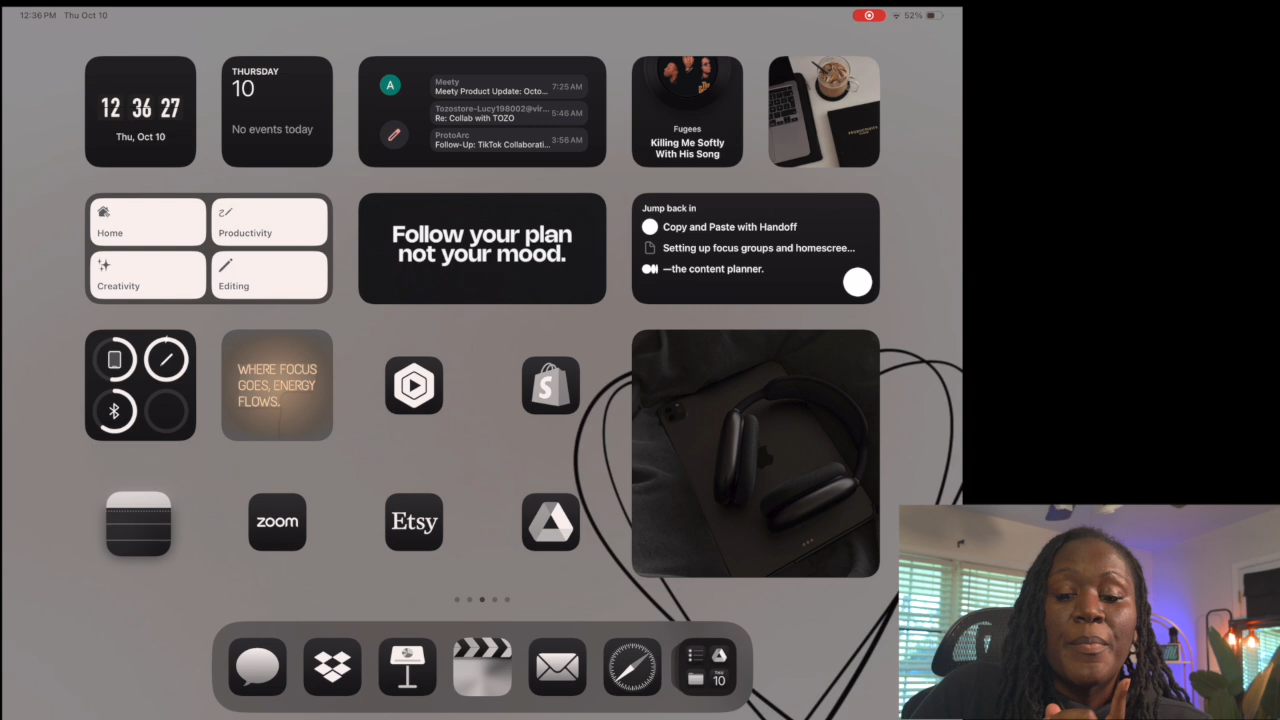 12:36 PM Thu Oct 10
52%
12 36 27
Thu, Oct 10
THURSDAY
10
No events today
A
Meety
7:25 AM
Meety Product Update: Octo...
Tozostore-Lucy198002@vir...
5:46 AM
Re: Collab with TOZO
ProtoArc
3:56 AM
Follow-Up: TikTok Collaborati...
Fugees
Killing Me Softly
With His Song
Home
Productivity
Creativity
Editing
Follow your plan
not your mood.
Jump back in
Copy and Paste with Handoff
Setting up focus groups and homescree...
—the content planner.
WHERE FOCUS
GOES, ENERGY
FLOWS.
S
zoom
Etsy
THU
10